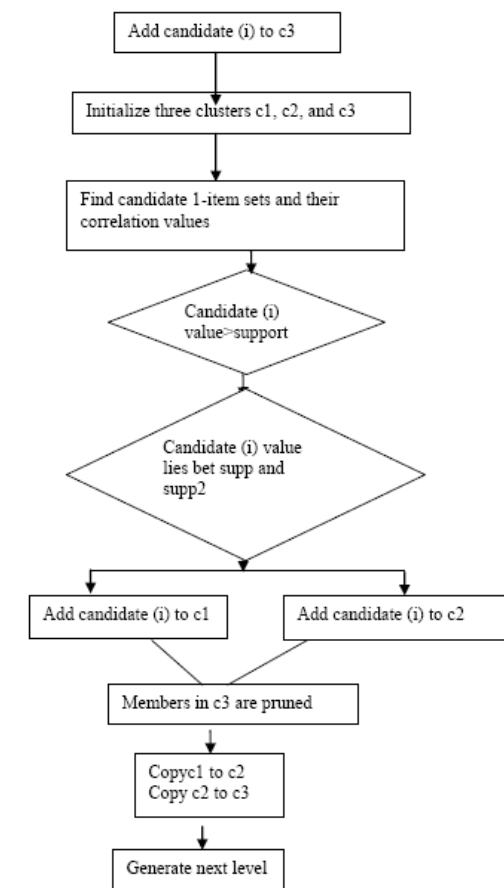 Add candidate (i) to c3
Initialize three clusters c1, c2, and c3
Find candidate 1-item sets and their
correlation values
Candidate (i)
value>support
Candidate (i) value
lies bet supp and
supp2
Add candidate (i) to c1
Add candidate (i) to c2
Members in c3 are pruned
Copyc1 to c2
Copy c2 to c3
Generate next level